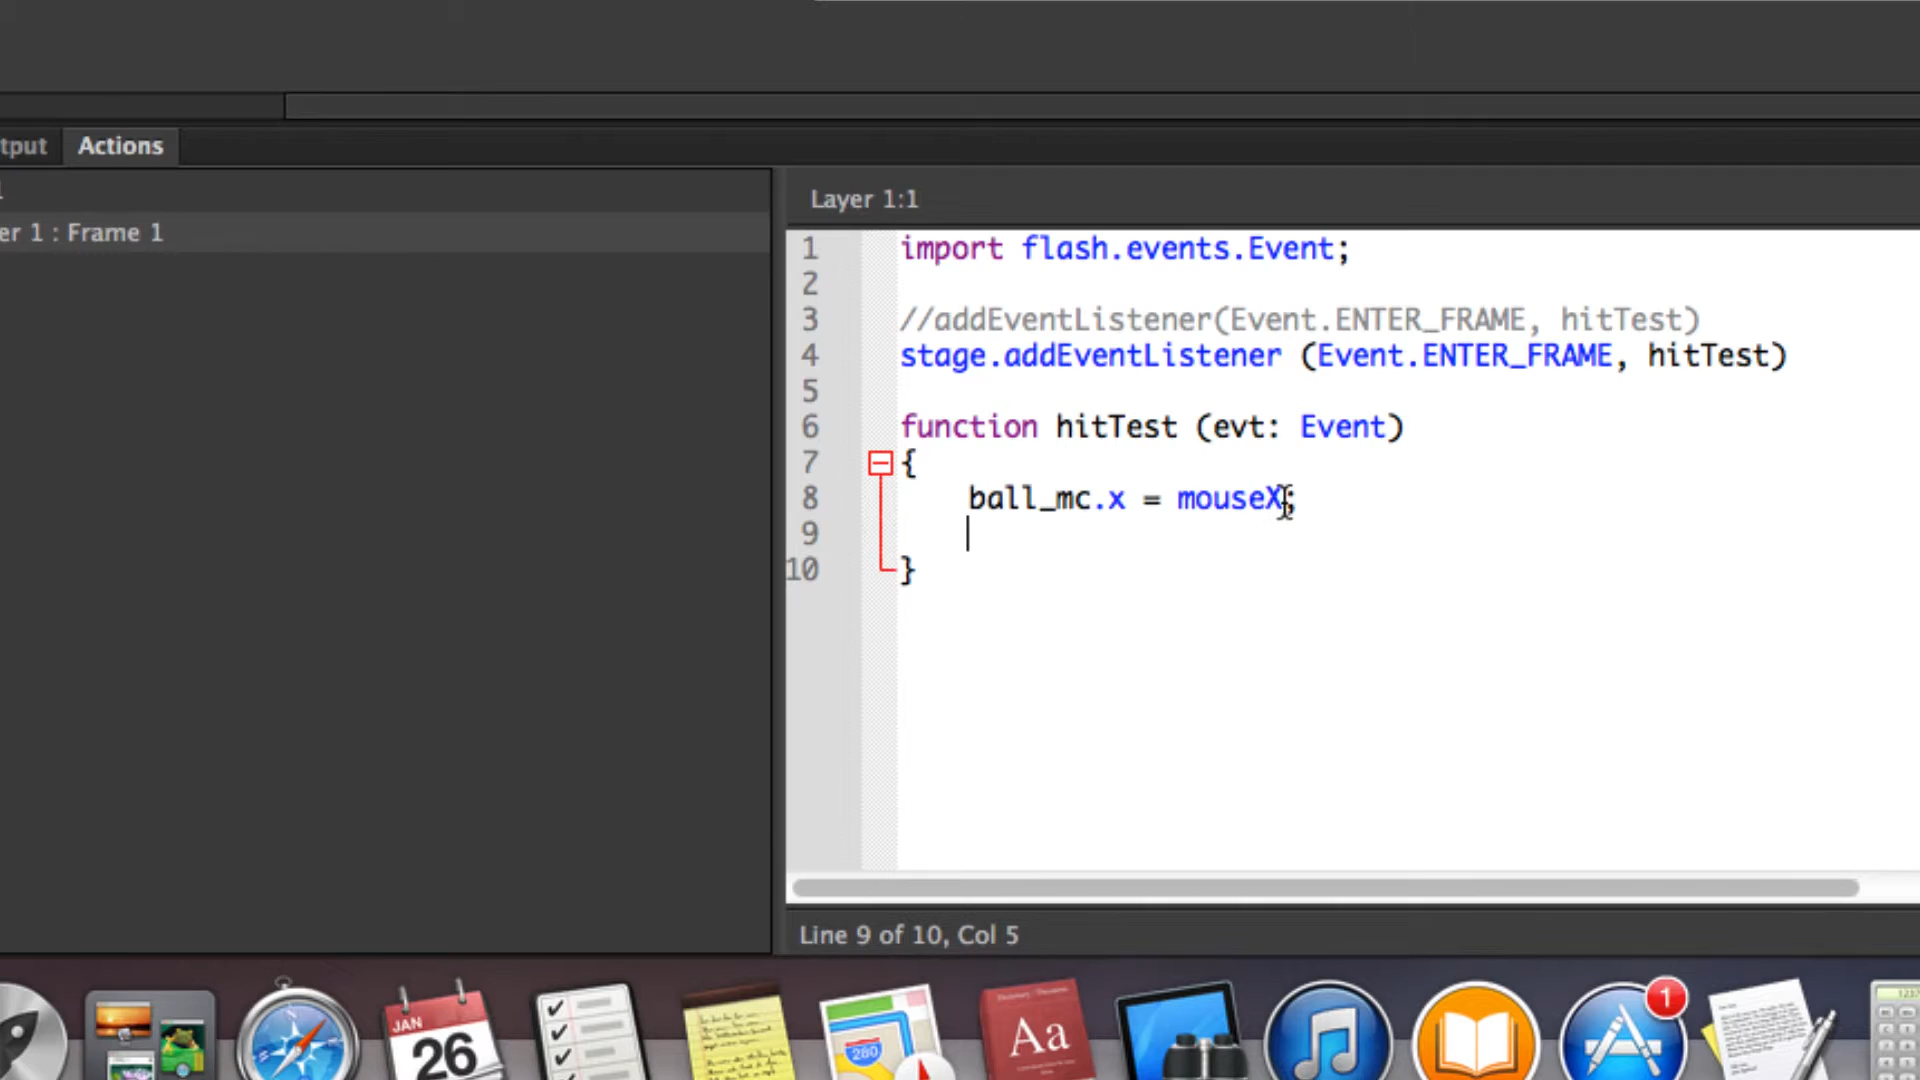 tput Actions
er 1 : Frame 1
Layer 1:1
1 import flash.events.Event;
2
3 //addEventListener(Event.ENTER_FRAME, hitTest)
4 stage.addEventListener (Event.ENTER_FRAME, hitTest)
5
6 function hitTest (evt: Event)
7 {
8 ball_mc.x = mouseX;
9
10 }
Line 9 of 10, Col 5
JAN
26
280
Aa
1